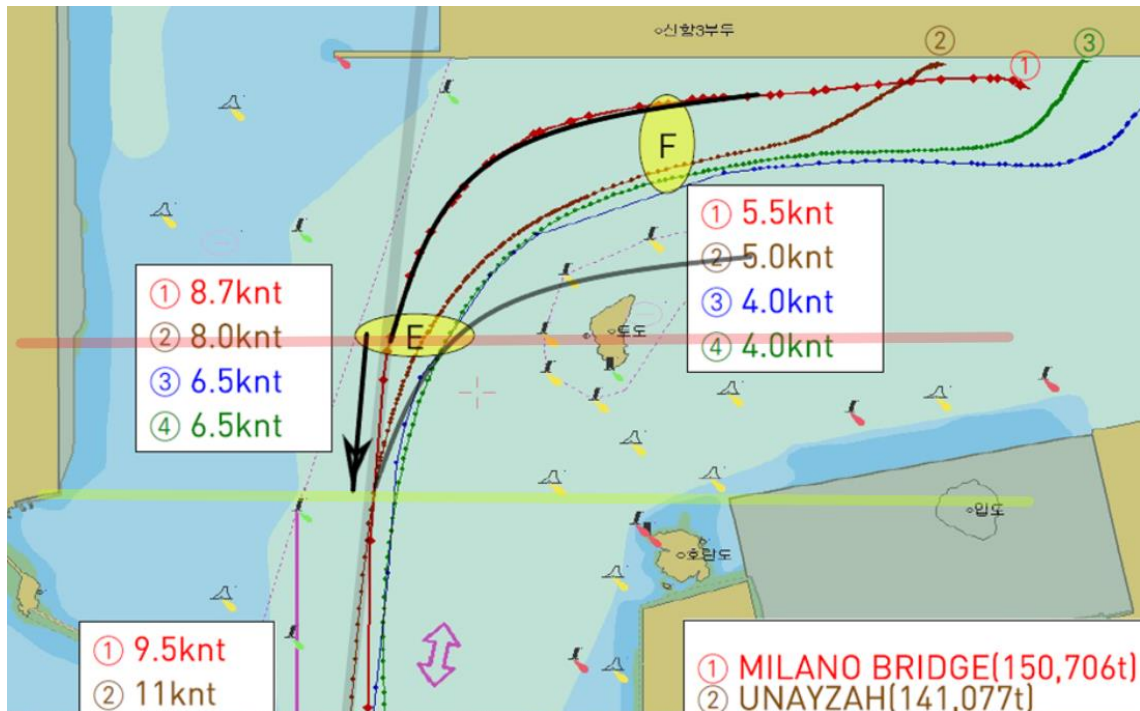 신항3부두
②
①
③
F
① 5.5knt
② 5.0knt
③ 4.0knt
④ 4.0knt
① 8.7knt
② 8.0knt
③ 6.5knt
④ 6.5knt
E
도도
입도
호란도
① 9.5knt
② 11knt
① MILANO BRIDGE(150,706t)
② UNAYZAH(141,077t)